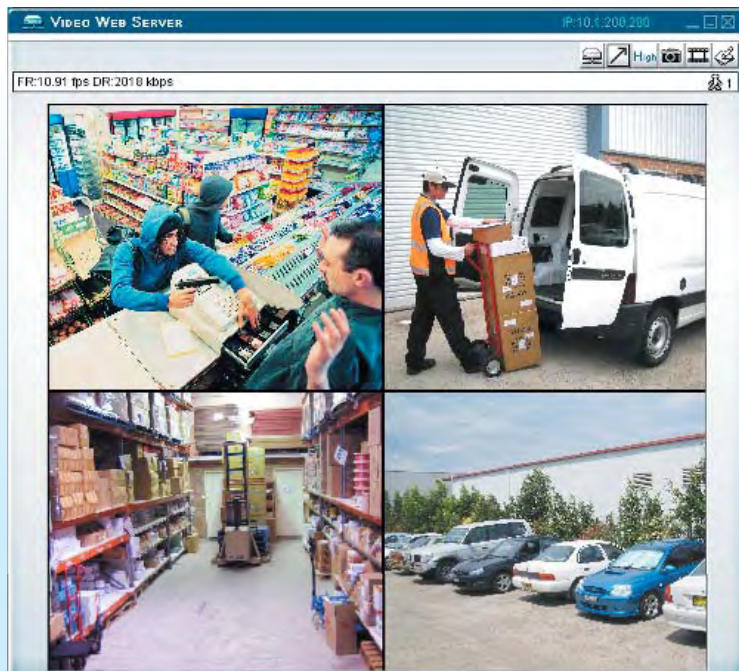 VIDEO WEB SERVER
IP:10.1.200.200
High
FR:10.91 fps DR:2018 kbps
1